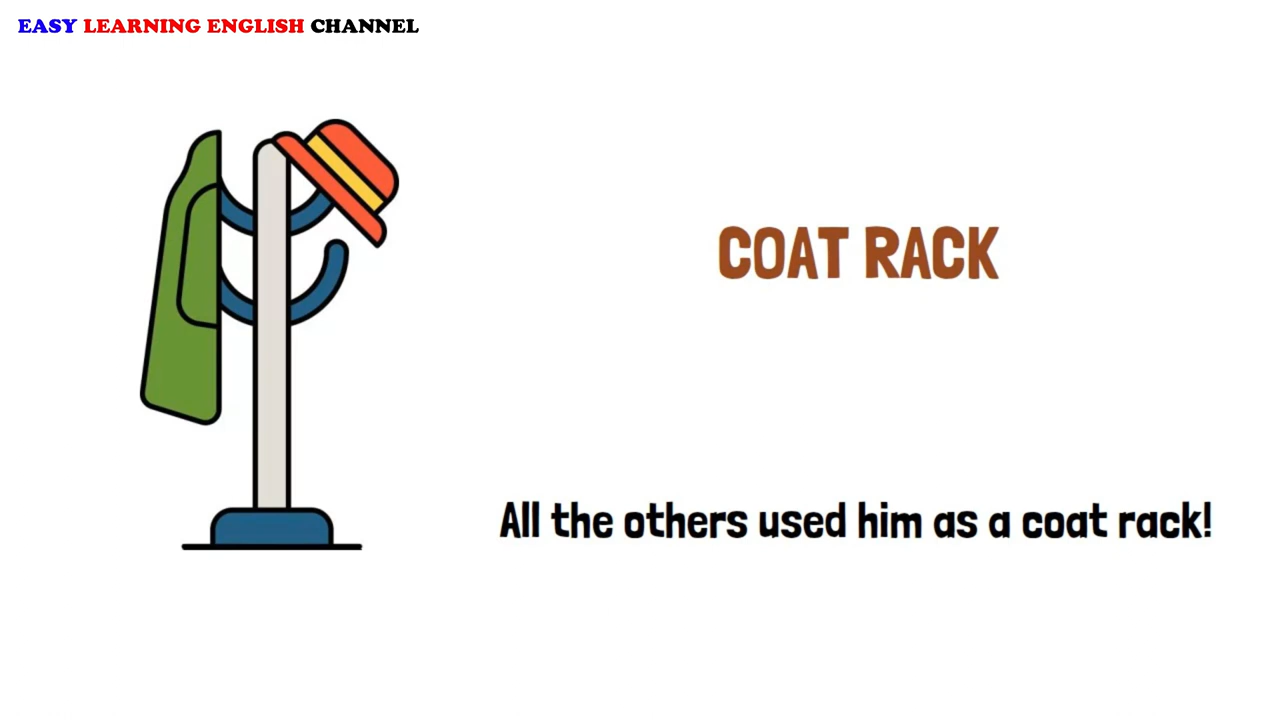 EASY LEARNING ENGLISH CHANNEL
COAT RACK
All the others used him as a coat rack!